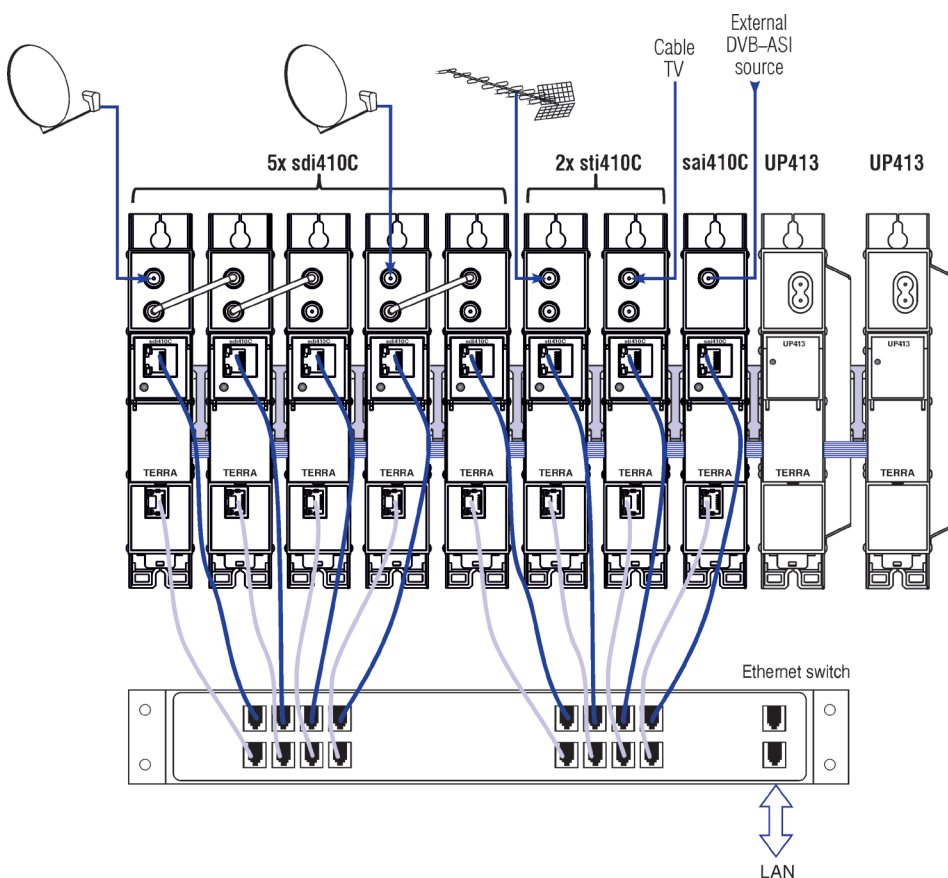 External
DVB–ASI
source
Cable
TV
5x sdi410C
2x sti410C
sai410C
UP413
UP413
sdi410C
sdi410C
sdi410C
sdi410C
sdi410C
sti410C
sti410C
sai410C
UP413
UP413
TERRA
TERRA
TERRA
TERRA
TERRA
TERRA
TERRA
TERRA
TERRA
TERRA
Ethernet switch
LAN